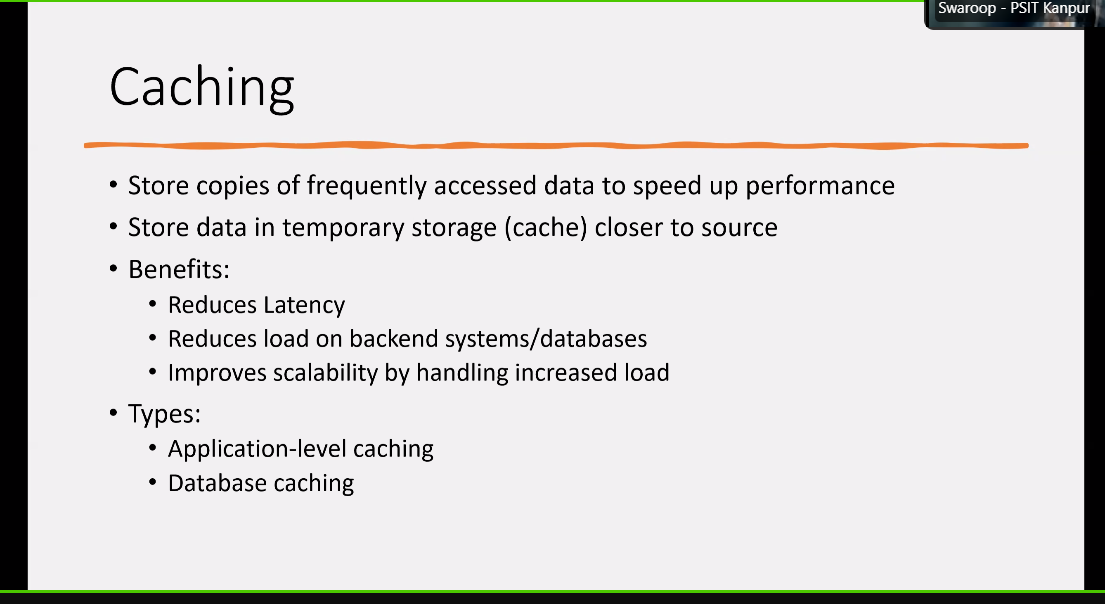 Swaroop - PSIT Kanpur
Caching
• Store copies of frequently accessed data to speed up performance
• Store data in temporary storage (cache) closer to source
• Benefits:
• Reduces Latency
• Reduces load on backend systems/databases
• Improves scalability by handling increased load
• Types:
• Application-level caching
• Database caching